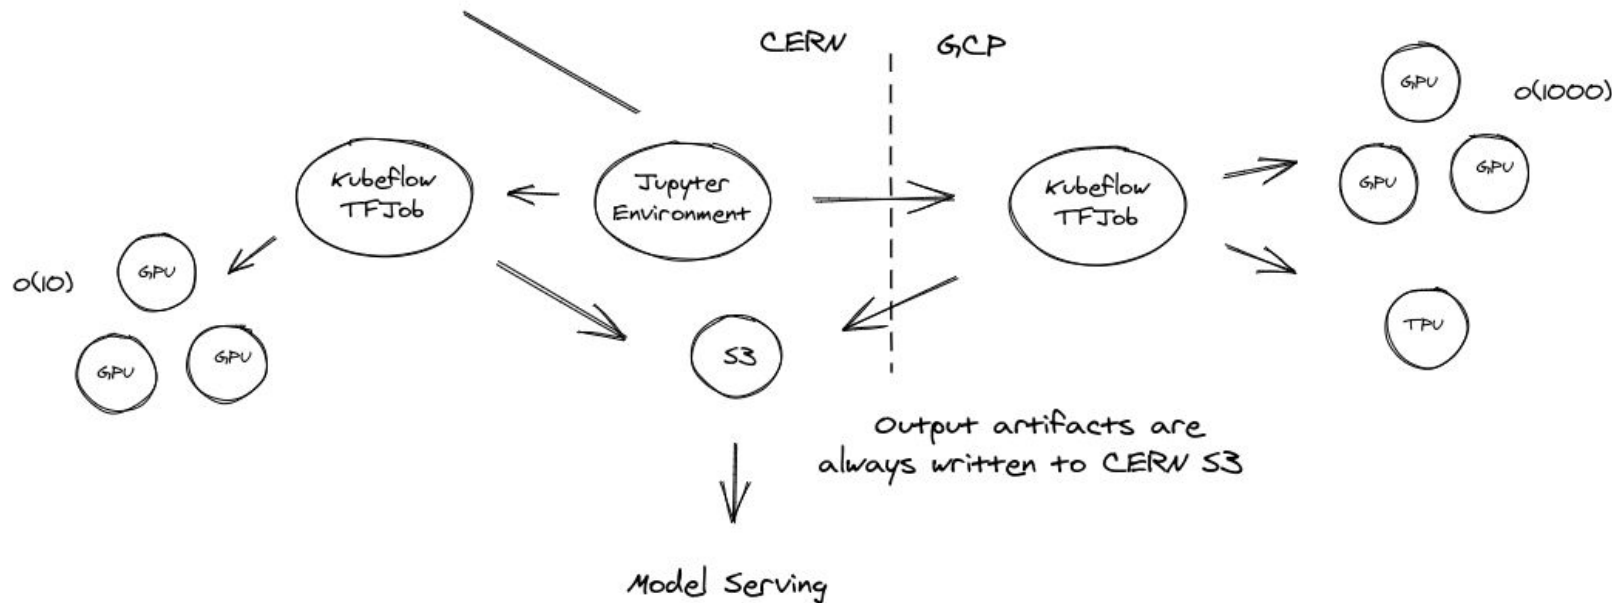 CERN
GCP
GPU
O(1000)
Kubeflow
TFJob
Jupyter
Environment
Kubeflow
TFJob
GPU
GPU
O(10)
GPU
GPU
GPU
S3
TPU
Output artifacts are
always written to CERN S3
Model Serving